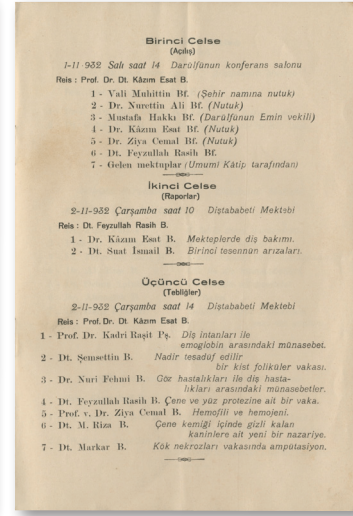 Birinci Celse
(Açılış)
1-11-932 Salı saat 14 Darülfünun konferans salonu
Reis : Prof. Dr. Dt. Kâzım Esat B.
1 - Vali Muhittin Bf. (Şehir namına nutuk)
2 - Dr. Nurettin Ali Bf. (Nutuk)
3 - Mustafa Hakkı Bf. (Darülfünun Emin vekili)
4 - Dr. Kâzım Esat Bf. (Nutuk)
5 - Dr. Ziya Cemal Bf. (Nutuk)
6 - Dt. Feyzullah Rasih Bf.
7 - Gelen mektuplar (Umumî Kâtip tarafından)
İkinci Celse
(Raporlar)
2-11-932 Çarşamba saat 10 Diştababeti Mektebi
Reis : Dt. Feyzullah Rasih B.
1 - Dr. Kâzım Esat B. Mekteplerde diş bakımı.
2 - Dt. Suat İsmail B. Birinci tesennün arızaları.
Üçüncü Celse
(Tebliğler)
2-11-932 Çarşamba saat 14 Diştababeti Mektebi
Reis : Prof. Dr. Dt. Kâzım Esat B.
1 - Prof. Dr. Kadri Raşit Pş. Diş intanları ile
emoglobin arasındaki münasebet.
2 - Dt. Şemsettin B. Nadir tesadüf edilir
bir kist foliküler vakası.
3 - Dr. Nuri Fehmi B. Göz hastalıkları ile diş hasta-
lıkları arasındaki münasebetler.
4 - Dt. Feyzullah Rasih B. Çene ve yüz protezine ait bir vaka.
5 - Prof. v. Dr. Ziya Cemal B. Hemofili ve hemojeni.
6 - Dt. M. Riza B. Çene kemiği içinde gizli kalan
kaninlere ait yeni bir nazariye.
7 - Dt. Markar B. Kök nekrozları vakasında ampütasyon.